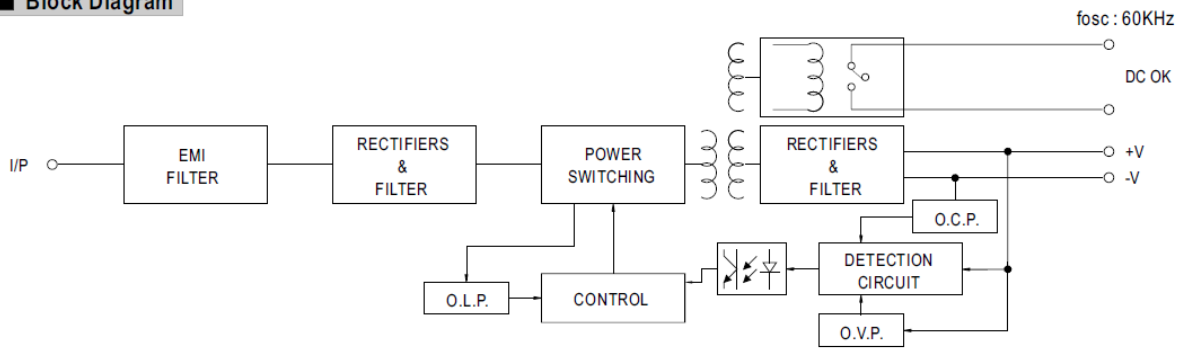 ■ Block Diagram
fosc : 60KHz
DC OK
I/P
EMI
FILTER
RECTIFIERS
&
FILTER
POWER
SWITCHING
RECTIFIERS
&
FILTER
+V
-V
O.C.P.
DETECTION
CIRCUIT
O.L.P.
CONTROL
O.V.P.